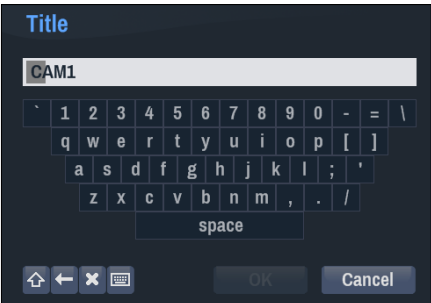 Title
CAM1
` 1 2 3 4 5 6 7 8 9 0 - = \
q w e r t y u i o p [ ]
a s d f g h j k l ; '
z x c v b n m , . /
space
OK Cancel